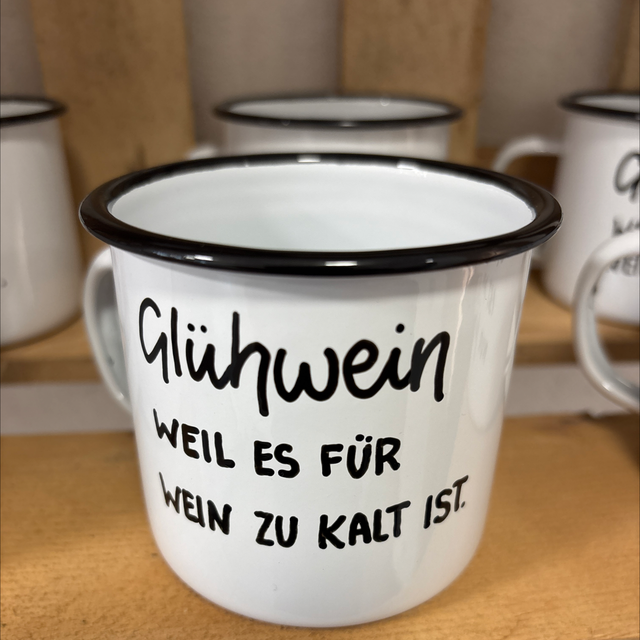 Glühwein
WEIL ES FÜR
WEIN ZU KALT IST.